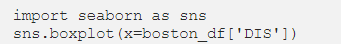 import seaborn as sns
sns.boxplot(x=boston_df['DIS'])